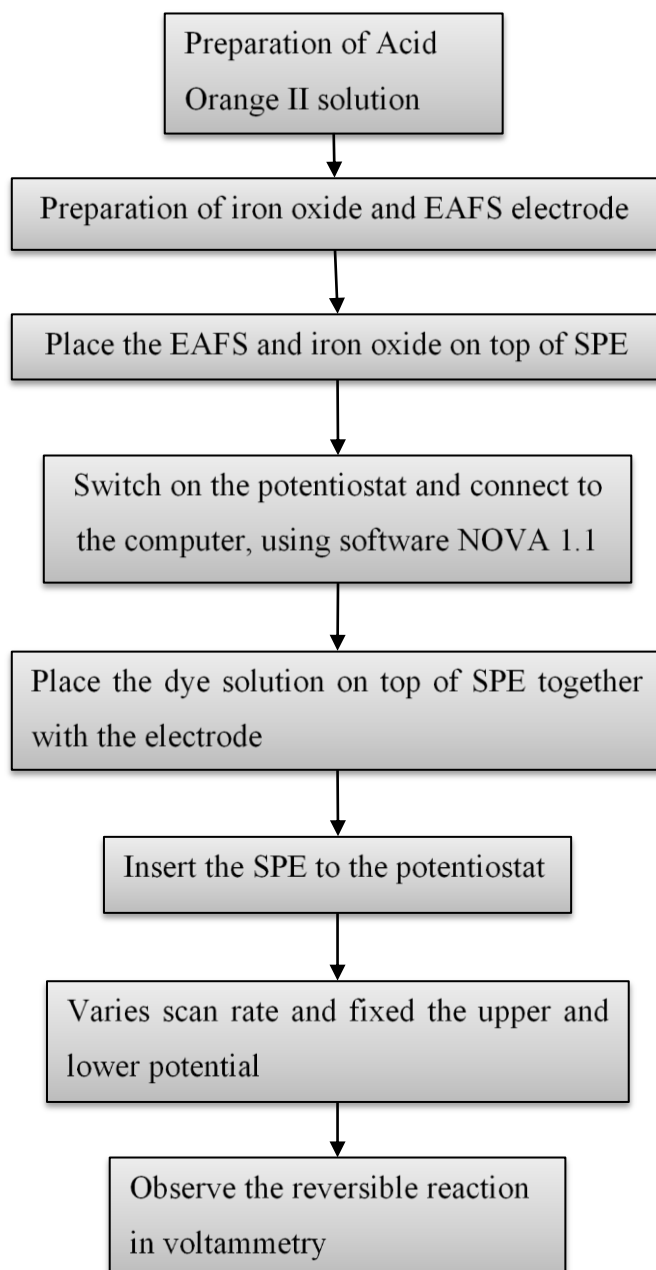 Preparation of Acid
Orange II solution
Preparation of iron oxide and EAFS electrode
Place the EAFS and iron oxide on top of SPE
Switch on the potentiostat and connect to
the computer, using software NOVA 1.1
Place the dye solution on top of SPE together
with the electrode
Insert the SPE to the potentiostat
Varies scan rate and fixed the upper and
lower potential
Observe the reversible reaction
in voltammetry